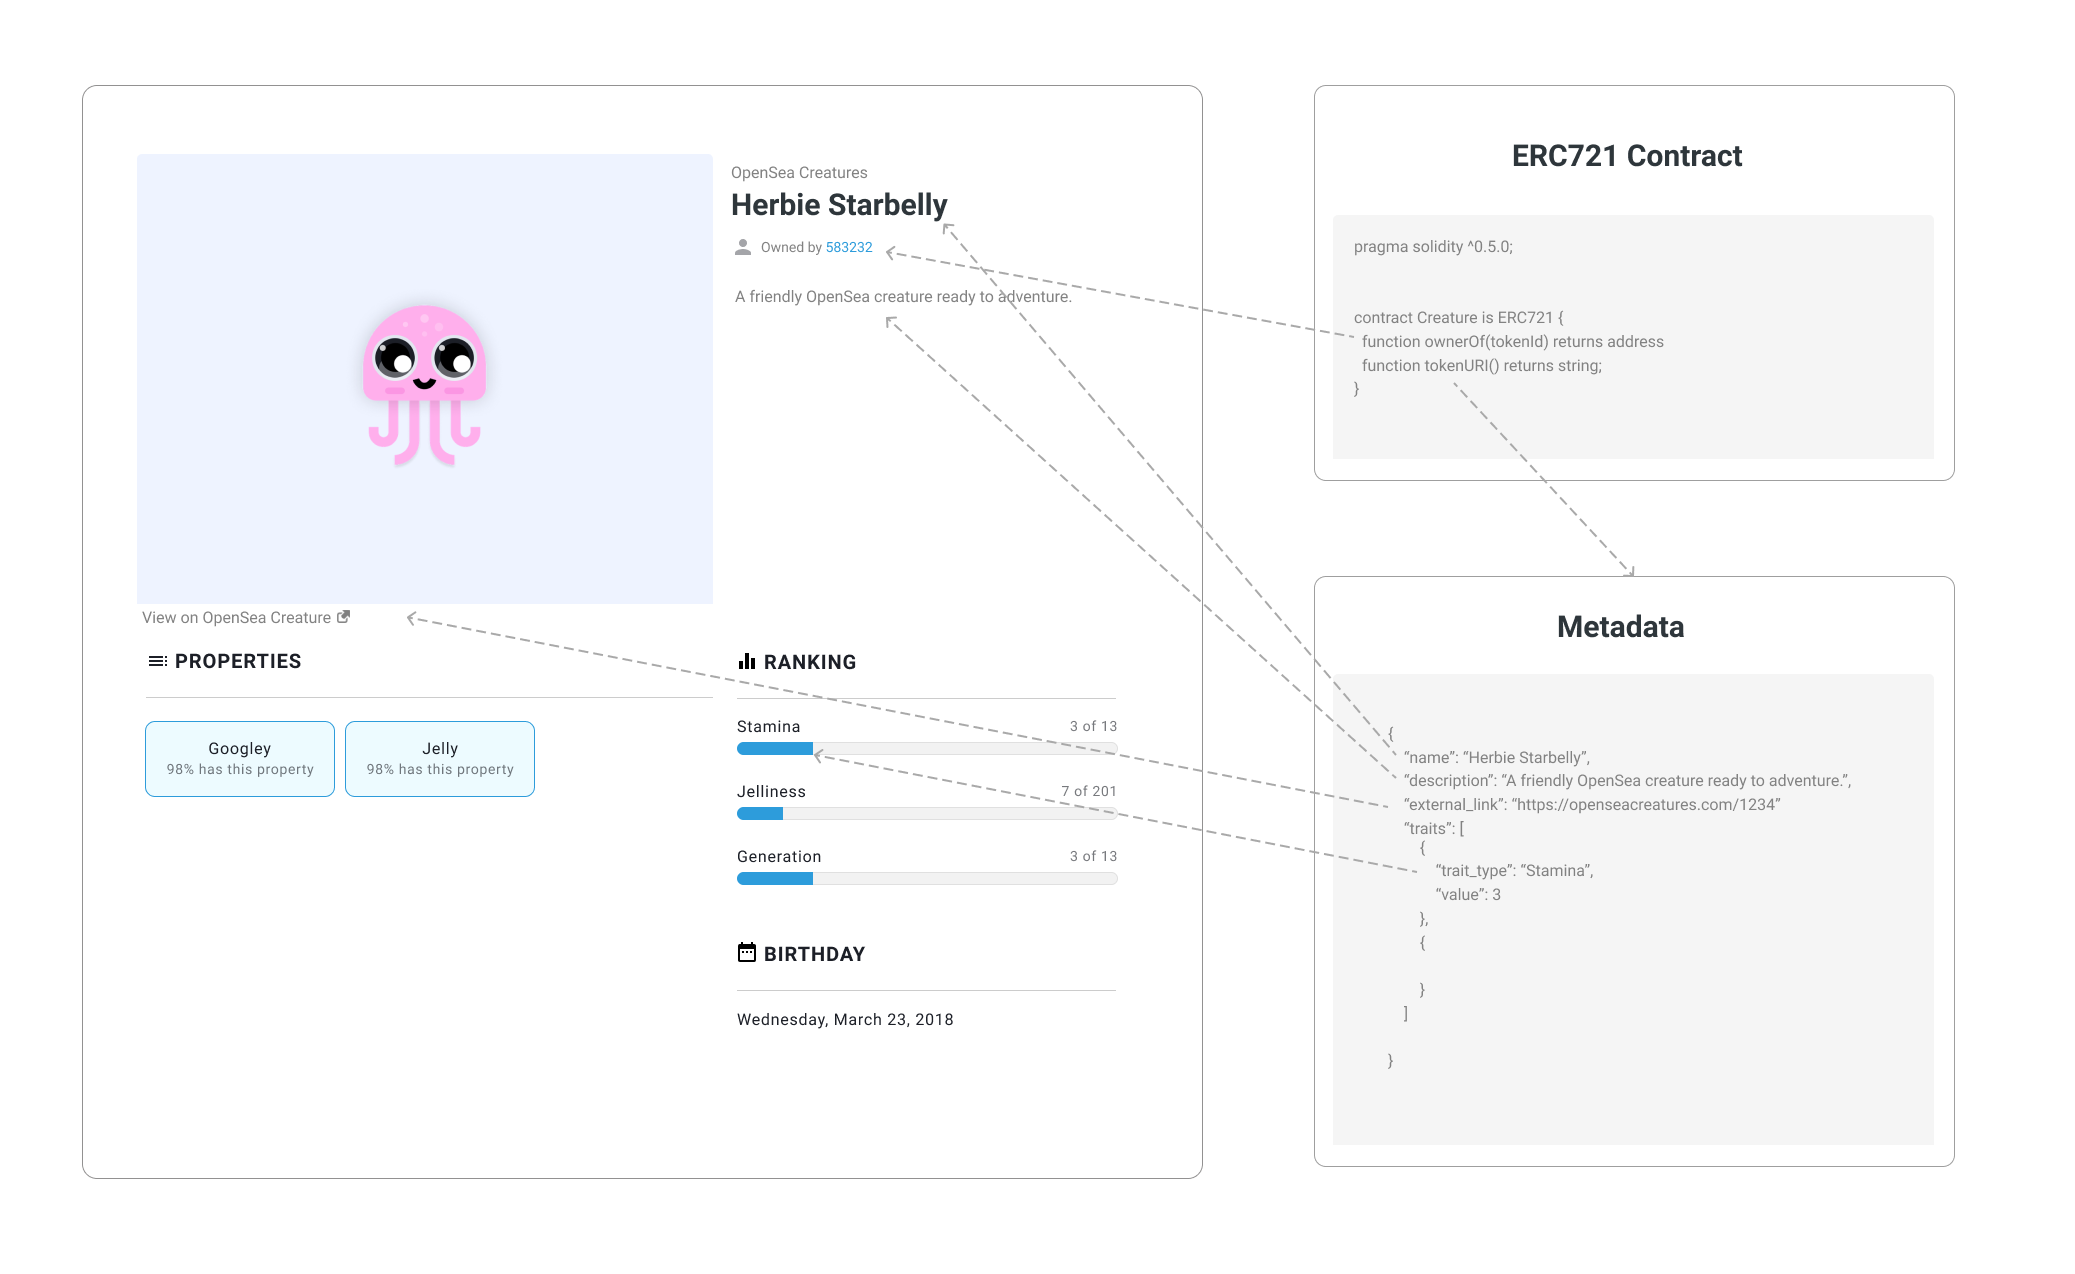 OpenSea Creatures
Herbie Starbelly
Owned by 583232
A friendly OpenSea creature ready to adventure.
View on OpenSea Creature
PROPERTIES
Googley
98% has this property
Jelly
98% has this property
RANKING
Stamina 3 of 13
Jelliness 7 of 201
Generation 3 of 13
BIRTHDAY
Wednesday, March 23, 2018
ERC721 Contract
pragma solidity ^0.5.0;
contract Creature is ERC721 {
function ownerOf(tokenId) returns address
function tokenURI() returns string;
}
Metadata
{
“name”: “Herbie Starbelly”,
“description”: “A friendly OpenSea creature ready to adventure.”,
“external_link”: “https://openseacreatures.com/1234”
“traits”: [
{
“trait_type”: “Stamina”,
“value”: 3
},
{
}
]
}